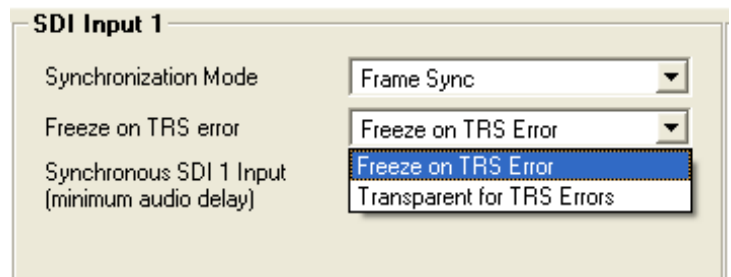 SDI Input 1
Synchronization Mode
Frame Sync
Freeze on TRS error
Freeze on TRS Error
Synchronous SDI 1 Input
(minimum audio delay)
Freeze on TRS Error
Transparent for TRS Errors